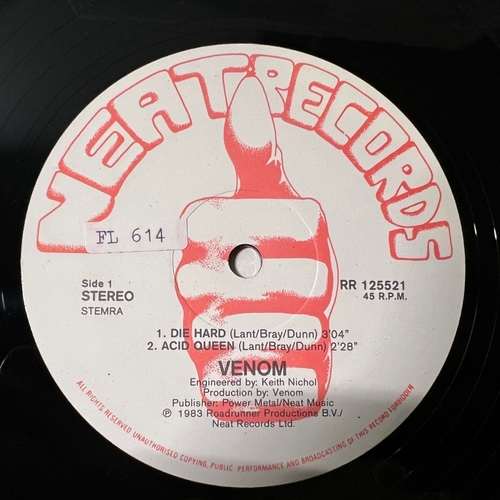 NEAT RECORDS
FL 614
Side 1
STEREO
STEMRA
RR 125521
45 R.P.M.
1. DIE HARD (Lant/Bray/Dunn) 3'04"
2. ACID QUEEN (Lant/Bray/Dunn) 2'28"
VENOM
Engineered by: Keith Nichol
Production by: Venom
Publisher: Power Metal/Neat Music
℗ 1983 Roadrunner Productions B.V./
Neat Records Ltd.
ALL RIGHTS RESERVED UNAUTHORISED COPYING, PUBLIC PERFORMANCE AND BROADCASTING OF THIS RECORD FORBIDDEN